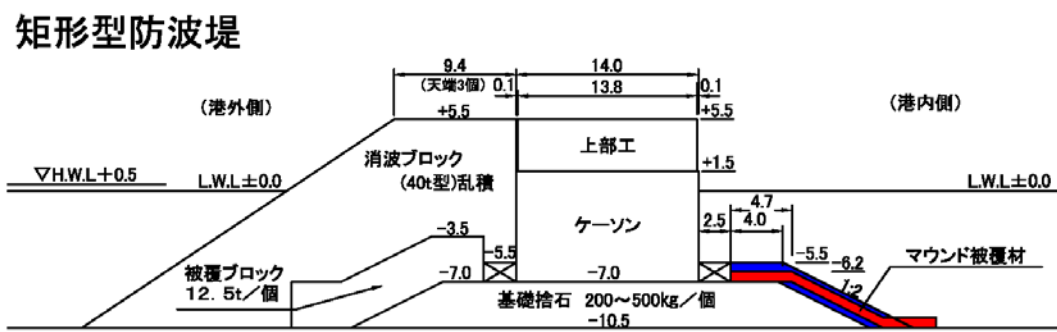 矩形型防波堤
9.4 14.0
(天端3個) 0.1 13.8 0.1
(港外側) (港内側)
+5.5 +5.5
上部工
消波ブロック
(40t型)乱積
+1.5
▽H.W.L+0.5 L.W.L±0.0 L.W.L±0.0
4.7
2.5 4.0
ケーソン
-3.5
-5.5 -5.5 -6.2 マウンド被覆材
被覆ブロック
12.5t/個
-7.0 -7.0
1:2
基礎捨石 200~500kg/個
-10.5